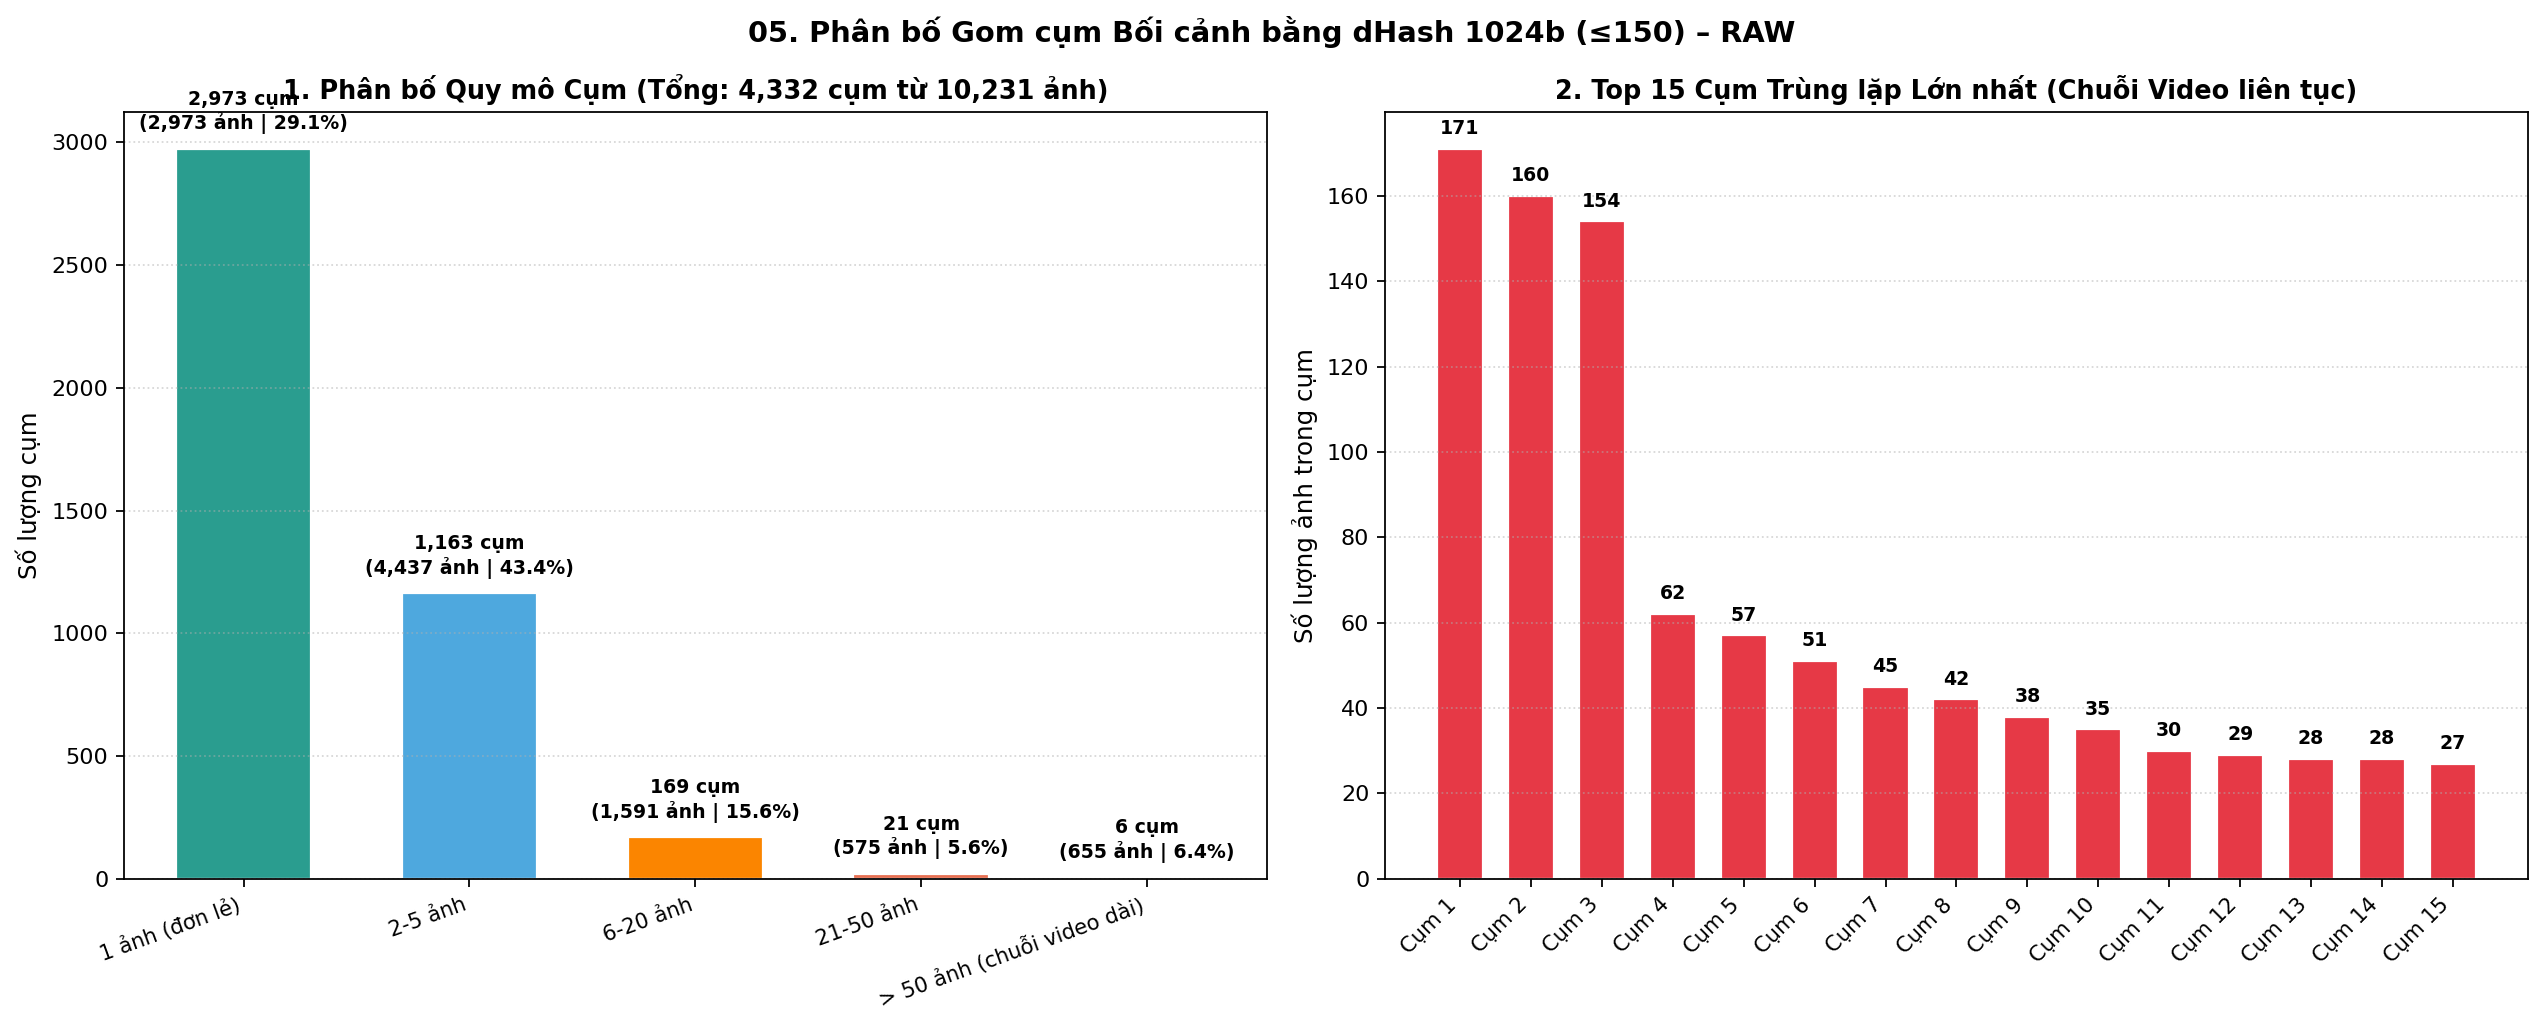 05. Phân bố Gom cụm Bối cảnh bằng dHash 1024b (≤150) – RAW
1. Phân bố Quy mô Cụm (Tổng: 4,332 cụm từ 10,231 ảnh)
Số lượng cụm
3000
2500
2000
1500
1000
500
0
2,973 cụm
(2,973 ảnh | 29.1%)
1,163 cụm
(4,437 ảnh | 43.4%)
169 cụm
(1,591 ảnh | 15.6%)
21 cụm
(575 ảnh | 5.6%)
6 cụm
(655 ảnh | 6.4%)
1 ảnh (đơn lẻ)
2-5 ảnh
6-20 ảnh
21-50 ảnh
> 50 ảnh (chuỗi video dài)
2. Top 15 Cụm Trùng lặp Lớn nhất (Chuỗi Video liên tục)
Số lượng ảnh trong cụm
160
140
120
100
80
60
40
20
0
171
160
154
62
57
51
45
42
38
35
30
29
28
28
27
Cụm 1
Cụm 2
Cụm 3
Cụm 4
Cụm 5
Cụm 6
Cụm 7
Cụm 8
Cụm 9
Cụm 10
Cụm 11
Cụm 12
Cụm 13
Cụm 14
Cụm 15